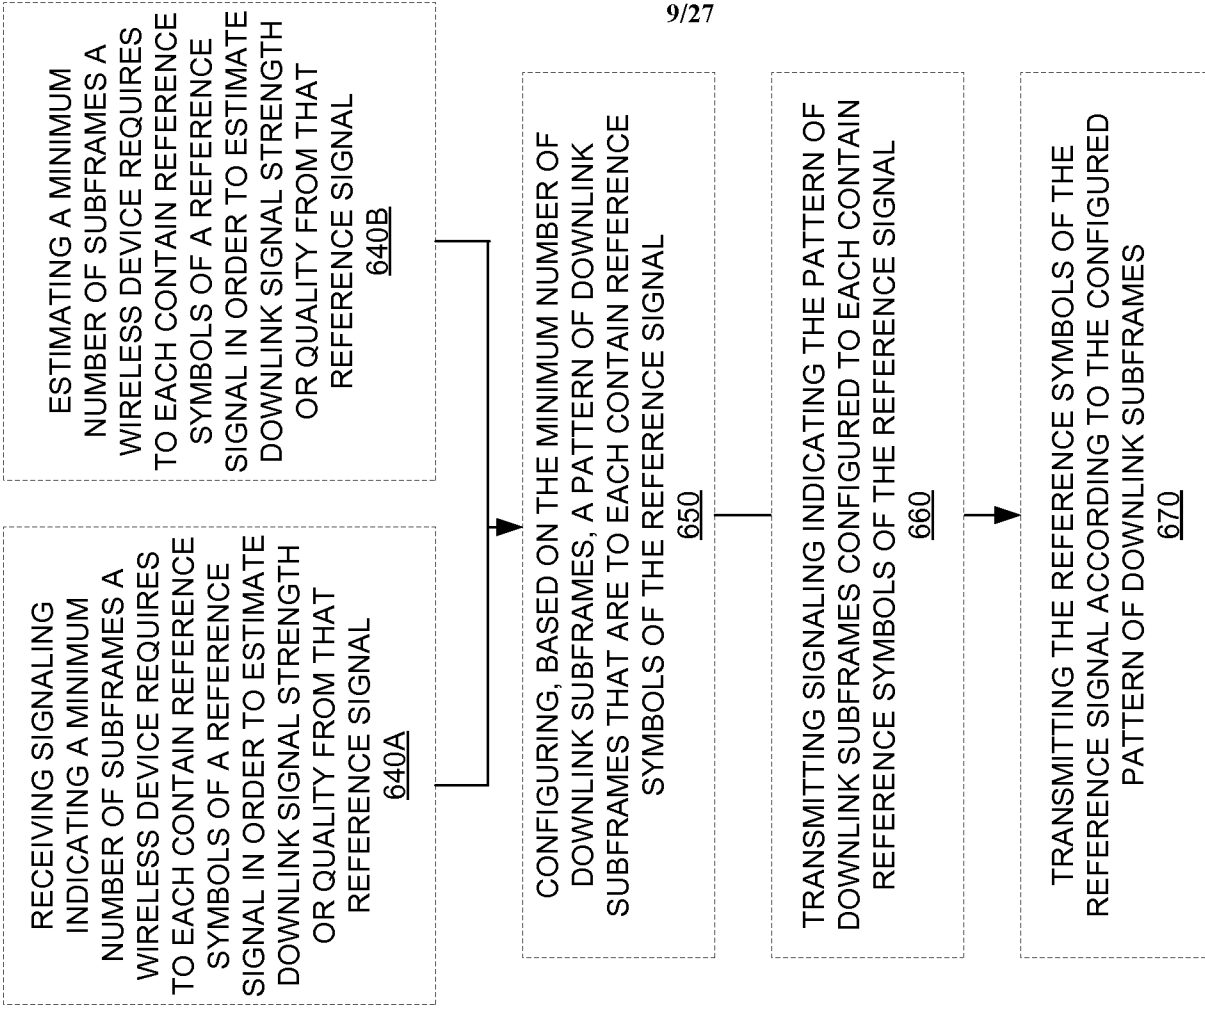 9/27
RECEIVING SIGNALING
INDICATING A MINIMUM
NUMBER OF SUBFRAMES A
WIRELESS DEVICE REQUIRES
TO EACH CONTAIN REFERENCE
SYMBOLS OF A REFERENCE
SIGNAL IN ORDER TO ESTIMATE
DOWNLINK SIGNAL STRENGTH
OR QUALITY FROM THAT
REFERENCE SIGNAL
640A
ESTIMATING A MINIMUM
NUMBER OF SUBFRAMES A
WIRELESS DEVICE REQUIRES
TO EACH CONTAIN REFERENCE
SYMBOLS OF A REFERENCE
SIGNAL IN ORDER TO ESTIMATE
DOWNLINK SIGNAL STRENGTH
OR QUALITY FROM THAT
REFERENCE SIGNAL
640B
CONFIGURING, BASED ON THE MINIMUM NUMBER OF
DOWNLINK SUBFRAMES, A PATTERN OF DOWNLINK
SUBFRAMES THAT ARE TO EACH CONTAIN REFERENCE
SYMBOLS OF THE REFERENCE SIGNAL
650
TRANSMITTING SIGNALING INDICATING THE PATTERN OF
DOWNLINK SUBFRAMES CONFIGURED TO EACH CONTAIN
REFERENCE SYMBOLS OF THE REFERENCE SIGNAL
660
TRANSMITTING THE REFERENCE SYMBOLS OF THE
REFERENCE SIGNAL ACCORDING TO THE CONFIGURED
PATTERN OF DOWNLINK SUBFRAMES
670